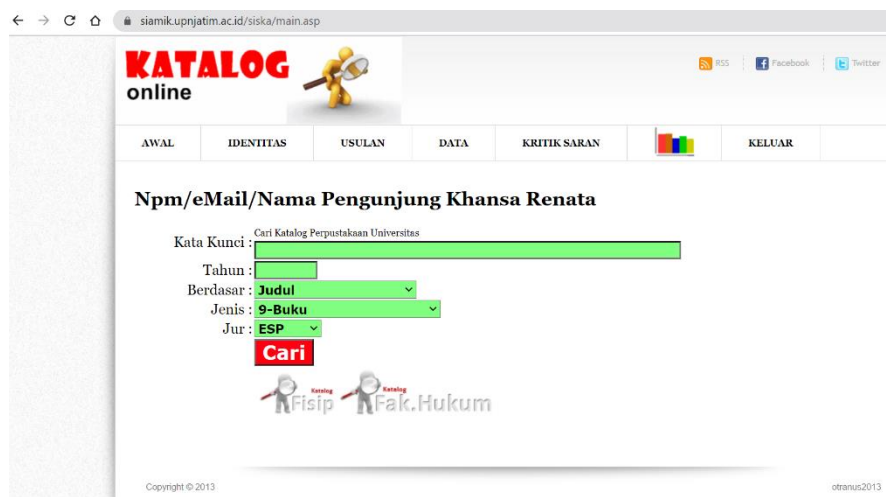 siamik.upnjatim.ac.id/siska/main.asp
KATALOG
online
RSS Facebook Twitter
AWAL IDENTITAS USULAN DATA KRITIK SARAN KELUAR
Npm/eMail/Nama Pengunjung Khansa Renata
Cari Katalog Perpustakaan Universitas
Kata Kunci :
Tahun :
Berdasar : Judul
Jenis : 9-Buku
Jur : ESP
Cari
Katalog Katalog
Fisip Fak.Hukum
Copyright © 2013 otranus2013